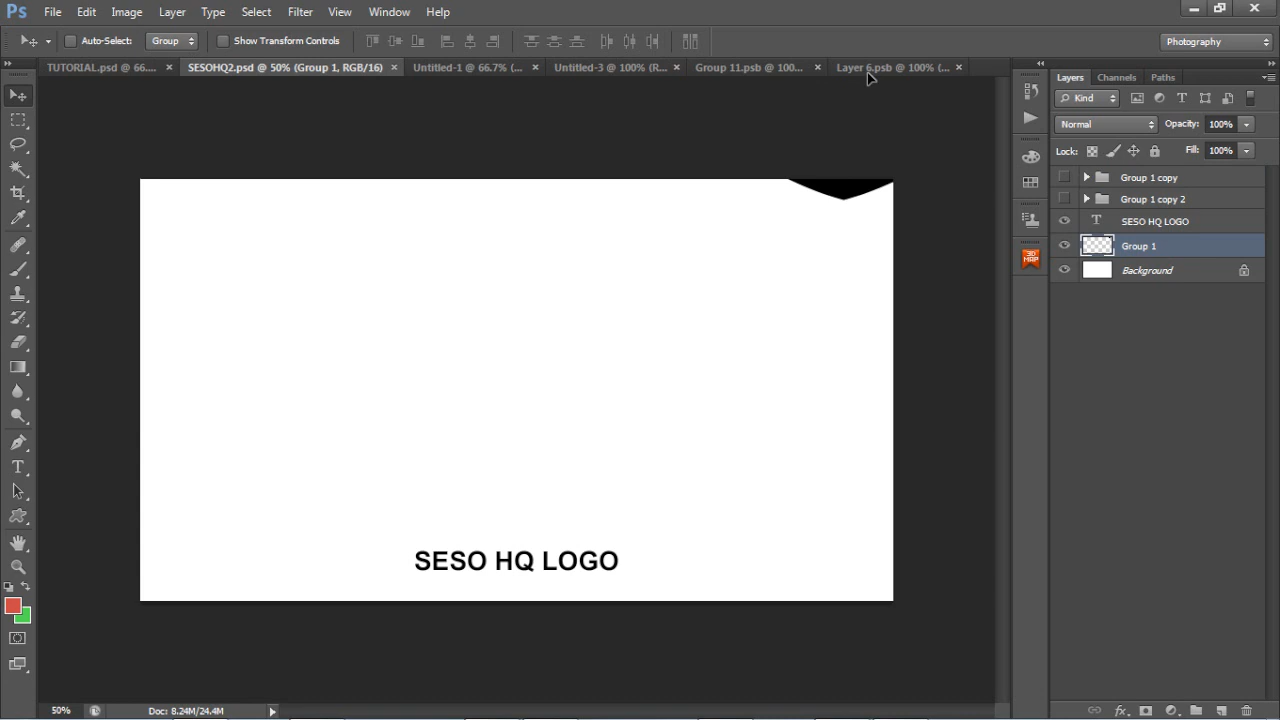 Ps File Edit Image Layer Type Select Filter View Window Help
Auto-Select: Group Show Transform Controls Photography
TUTORIAL.psd @ 66.... × SESOHQ2.psd @ 50% (Group 1, RGB/16) × Untitled-1 @ 66.7% (... × Untitled-3 @ 100% (R... × Group 11.psb @ 100... × Layer 6.psb @ 100% (... ×
Layers Channels Paths
Kind
Normal Opacity: 100%
Lock: Fill: 100%
Group 1 copy
Group 1 copy 2
T SESO HQ LOGO
Group 1
Background
3D MAP
SESO HQ LOGO
50% Doc: 8.24M/24.4M